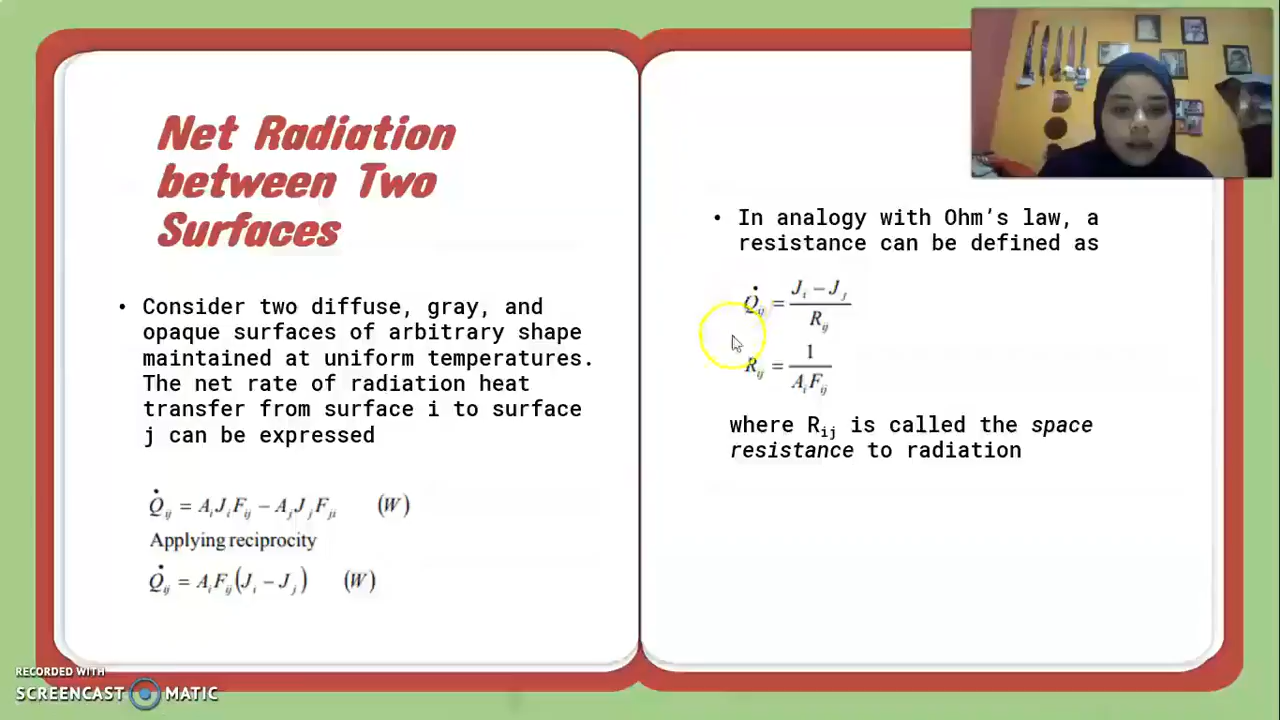 Net Radiation
between Two
Surfaces
• Consider two diffuse, gray, and
opaque surfaces of arbitrary shape
maintained at uniform temperatures.
The net rate of radiation heat
transfer from surface i to surface
j can be expressed
Q̇ij = AiJiFij − AjJjFji (W)
Applying reciprocity
Q̇ij = AiFij(Ji − Jj) (W)
• In analogy with Ohm's law, a
resistance can be defined as
Q̇ij = (Ji − Jj) / Rij
Rij = 1 / (AiFij)
where Rij is called the space
resistance to radiation
RECORDED WITH
SCREENCAST MATIC